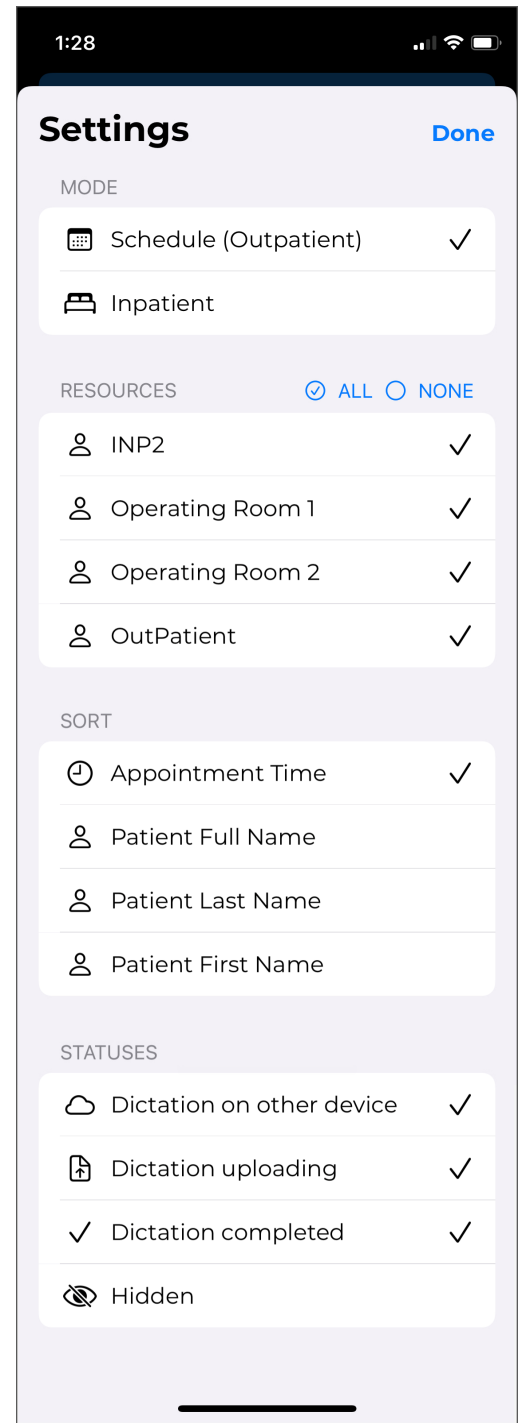 1:28
Settings
Done
MODE
Schedule (Outpatient)
Inpatient
RESOURCES ALL NONE
INP2
Operating Room 1
Operating Room 2
OutPatient
SORT
Appointment Time
Patient Full Name
Patient Last Name
Patient First Name
STATUSES
Dictation on other device
Dictation uploading
Dictation completed
Hidden